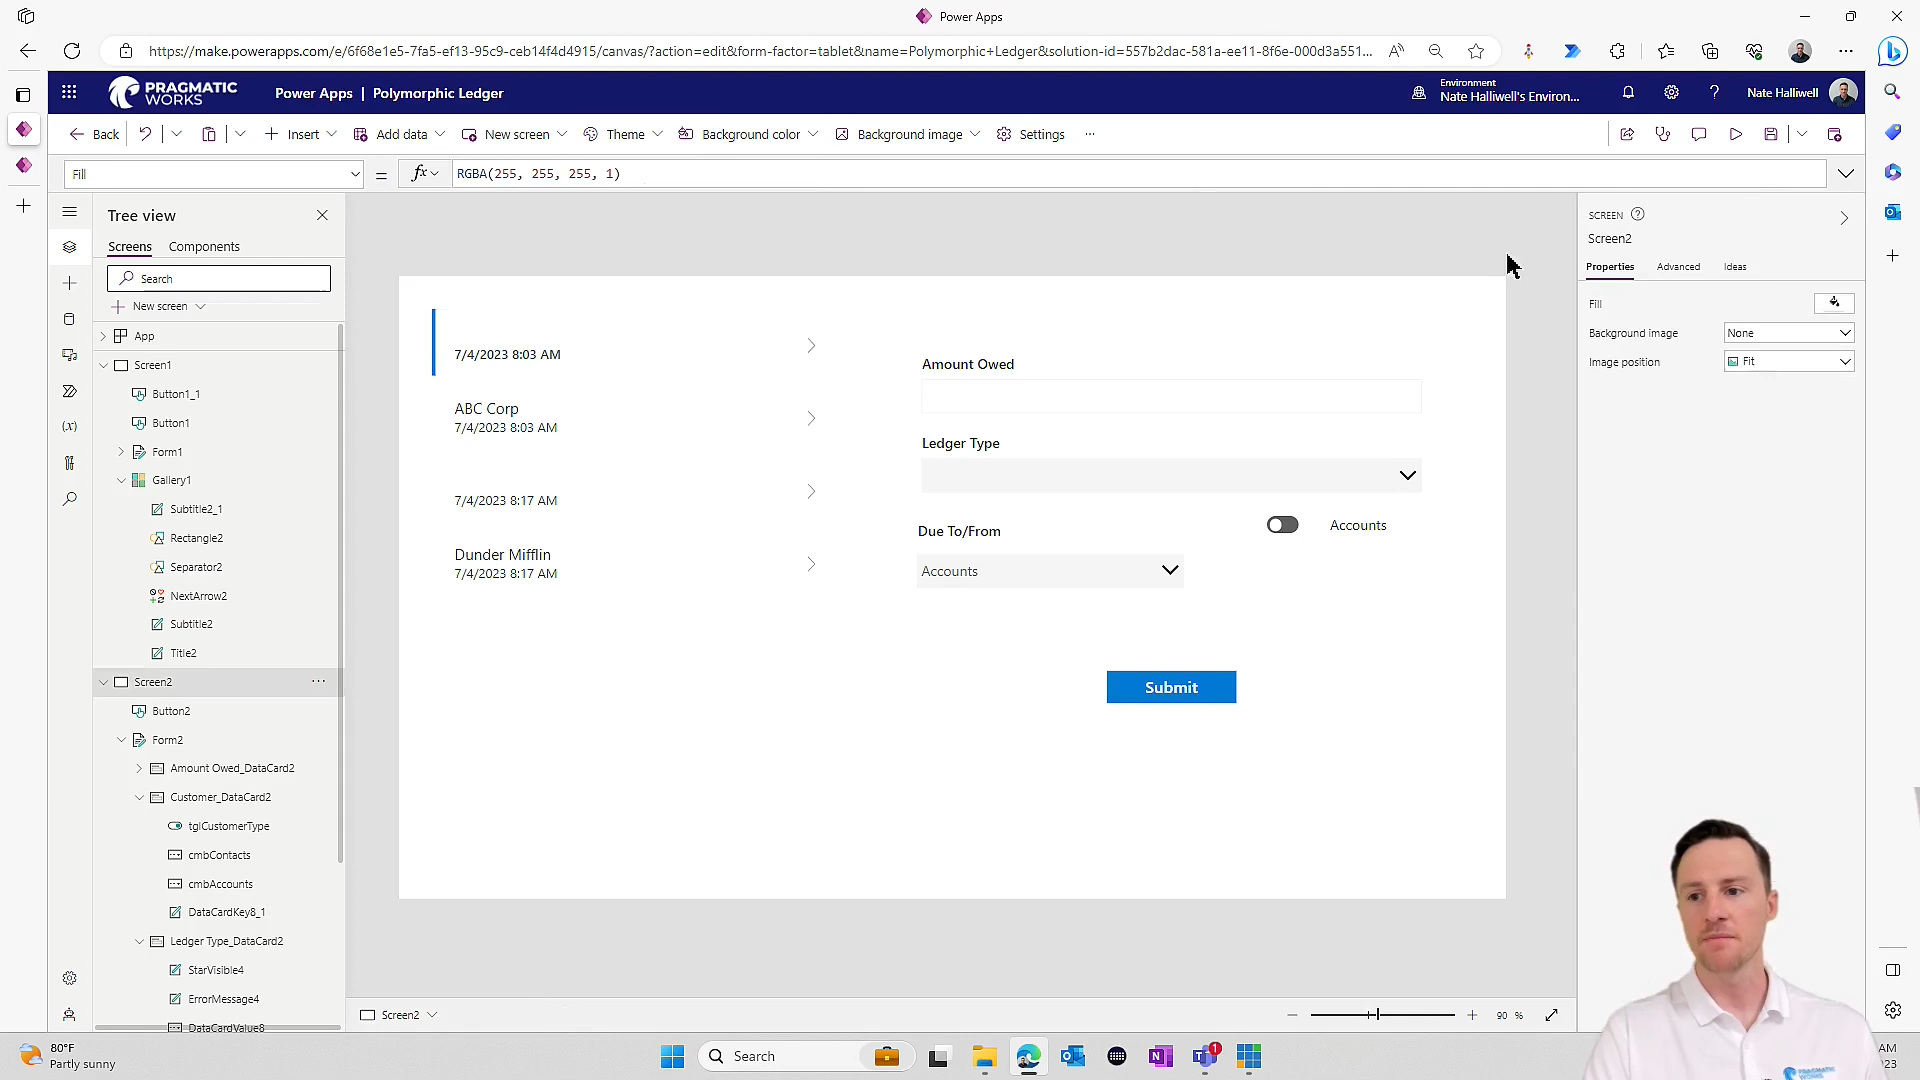 Power Apps
https://make.powerapps.com/e/6f68e1e5-7fa5-ef13-95c9-ceb14f4d4915/canvas/?action=edit&form-factor=tablet&name=Polymorphic+Ledger&solution-id=557b2dac-581a-ee11-8f6e-000d3a551...
PRAGMATIC
WORKS
Power Apps | Polymorphic Ledger
Environment
Nate Halliwell's Environ...
Nate Halliwell
Back
Insert
Add data
New screen
Theme
Background color
Background image
Settings
Fill
=
fx
RGBA(255, 255, 255, 1)
Tree view
Screens
Components
Search
New screen
App
Screen1
Button1_1
Button1
Form1
Gallery1
Subtitle2_1
Rectangle2
Separator2
NextArrow2
Subtitle2
Title2
Screen2
Button2
Form2
Amount Owed_DataCard2
Customer_DataCard2
tglCustomerType
cmbContacts
cmbAccounts
DataCardKey8_1
Ledger Type_DataCard2
StarVisible4
ErrorMessage4
DataCardValue8
7/4/2023 8:03 AM
ABC Corp
7/4/2023 8:03 AM
7/4/2023 8:17 AM
Dunder Mifflin
7/4/2023 8:17 AM
Amount Owed
Ledger Type
Due To/From
Accounts
Accounts
Submit
SCREEN
Screen2
Properties
Advanced
Ideas
Fill
Background image
None
Image position
Fit
Screen2
90 %
80°F
Partly sunny
Search
1
AM